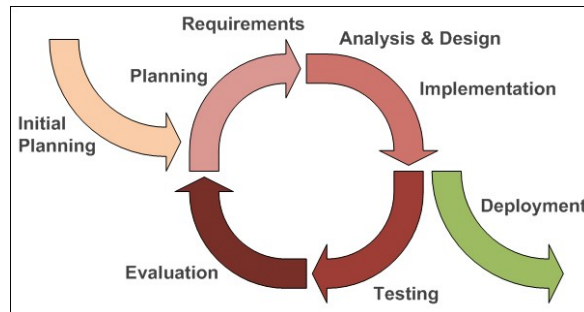 Requirements
Analysis & Design
Planning
Implementation
Initial
Planning
Deployment
Evaluation
Testing